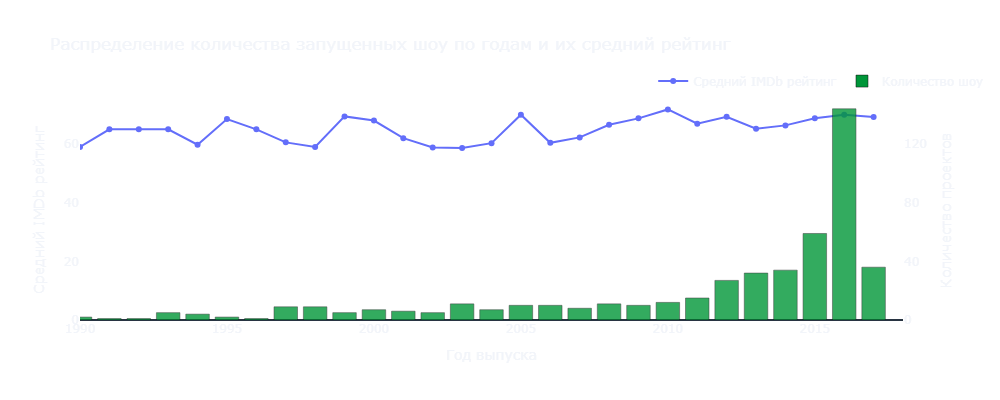 Распределение количества запущенных шоу по годам и их средний рейтинг
Средний IMDb рейтинг
Количество шоу
Средний IMDb рейтинг
0
20
40
60
0
40
80
120
Количество проектов
1990
1995
2000
2005
2010
2015
Год выпуска